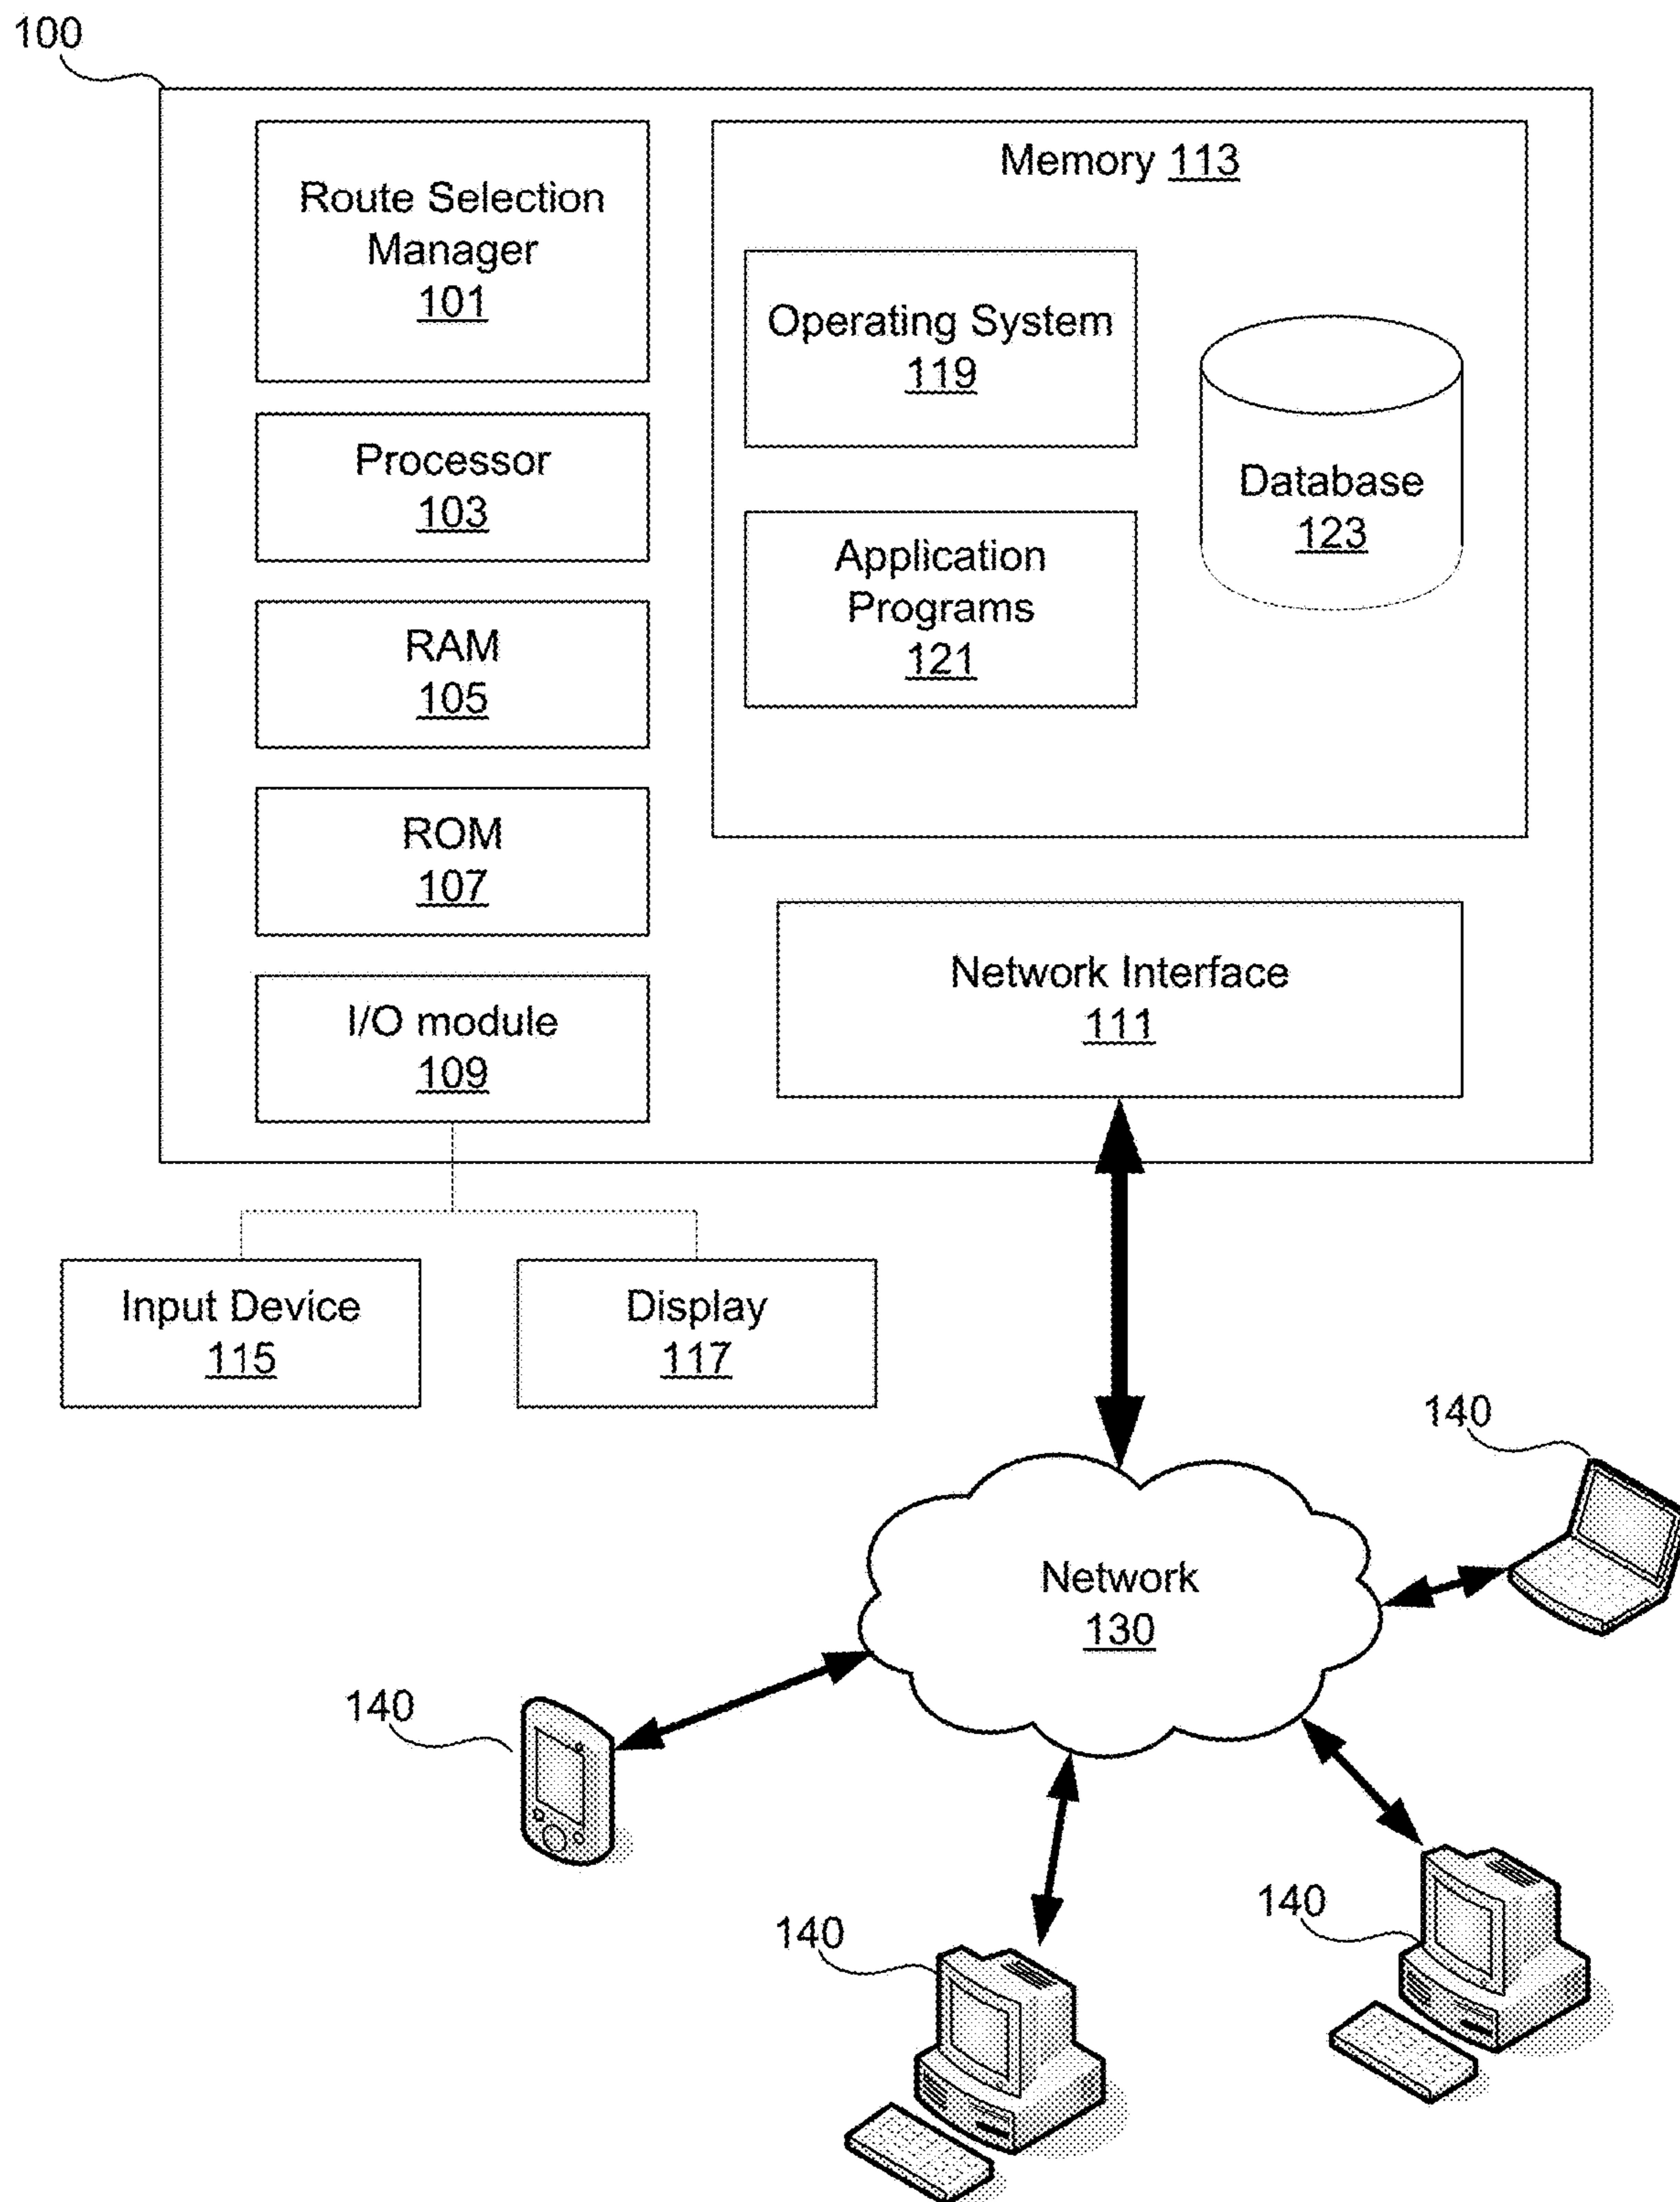 100
Route Selection
Manager
101
Processor
103
RAM
105
ROM
107
I/O module
109
Memory 113
Operating System
119
Application
Programs
121
Database
123
Network Interface
111
Input Device
115
Display
117
Network
130
140
140
140
140